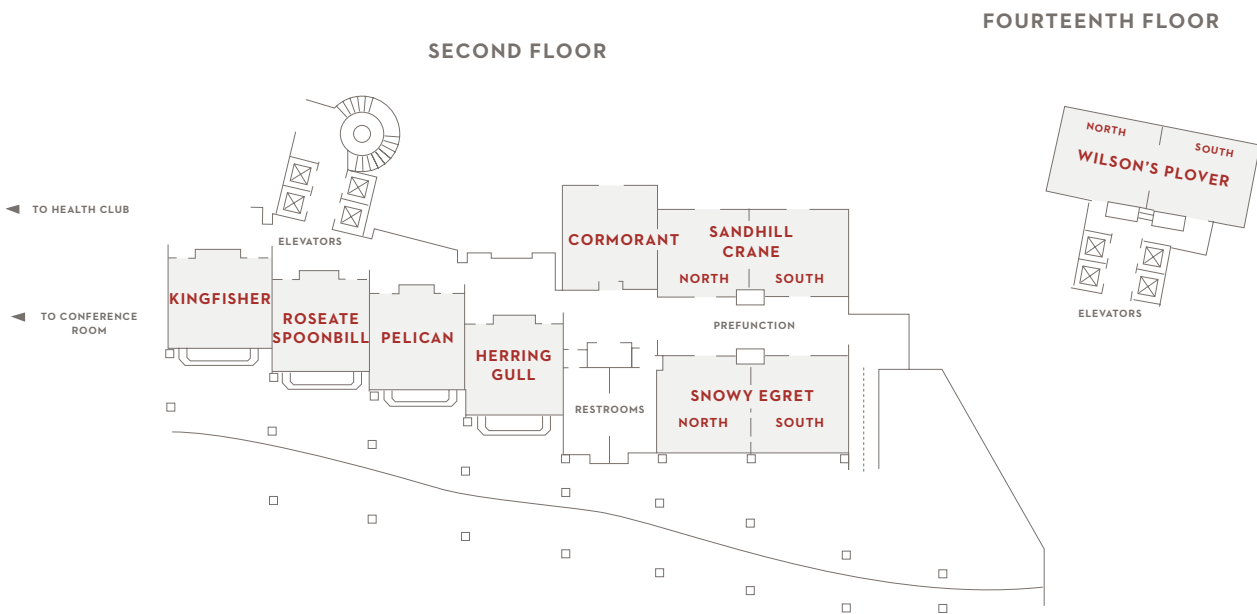 FOURTEENTH FLOOR
SECOND FLOOR
NORTH
SOUTH
WILSON'S PLOVER
ELEVATORS
TO HEALTH CLUB
ELEVATORS
CORMORANT
SANDHILL
CRANE
NORTH
SOUTH
KINGFISHER
ROSEATE
SPOONBILL
PELICAN
HERRING
GULL
TO CONFERENCE
ROOM
PREFUNCTION
RESTROOMS
SNOWY EGRET
NORTH
SOUTH